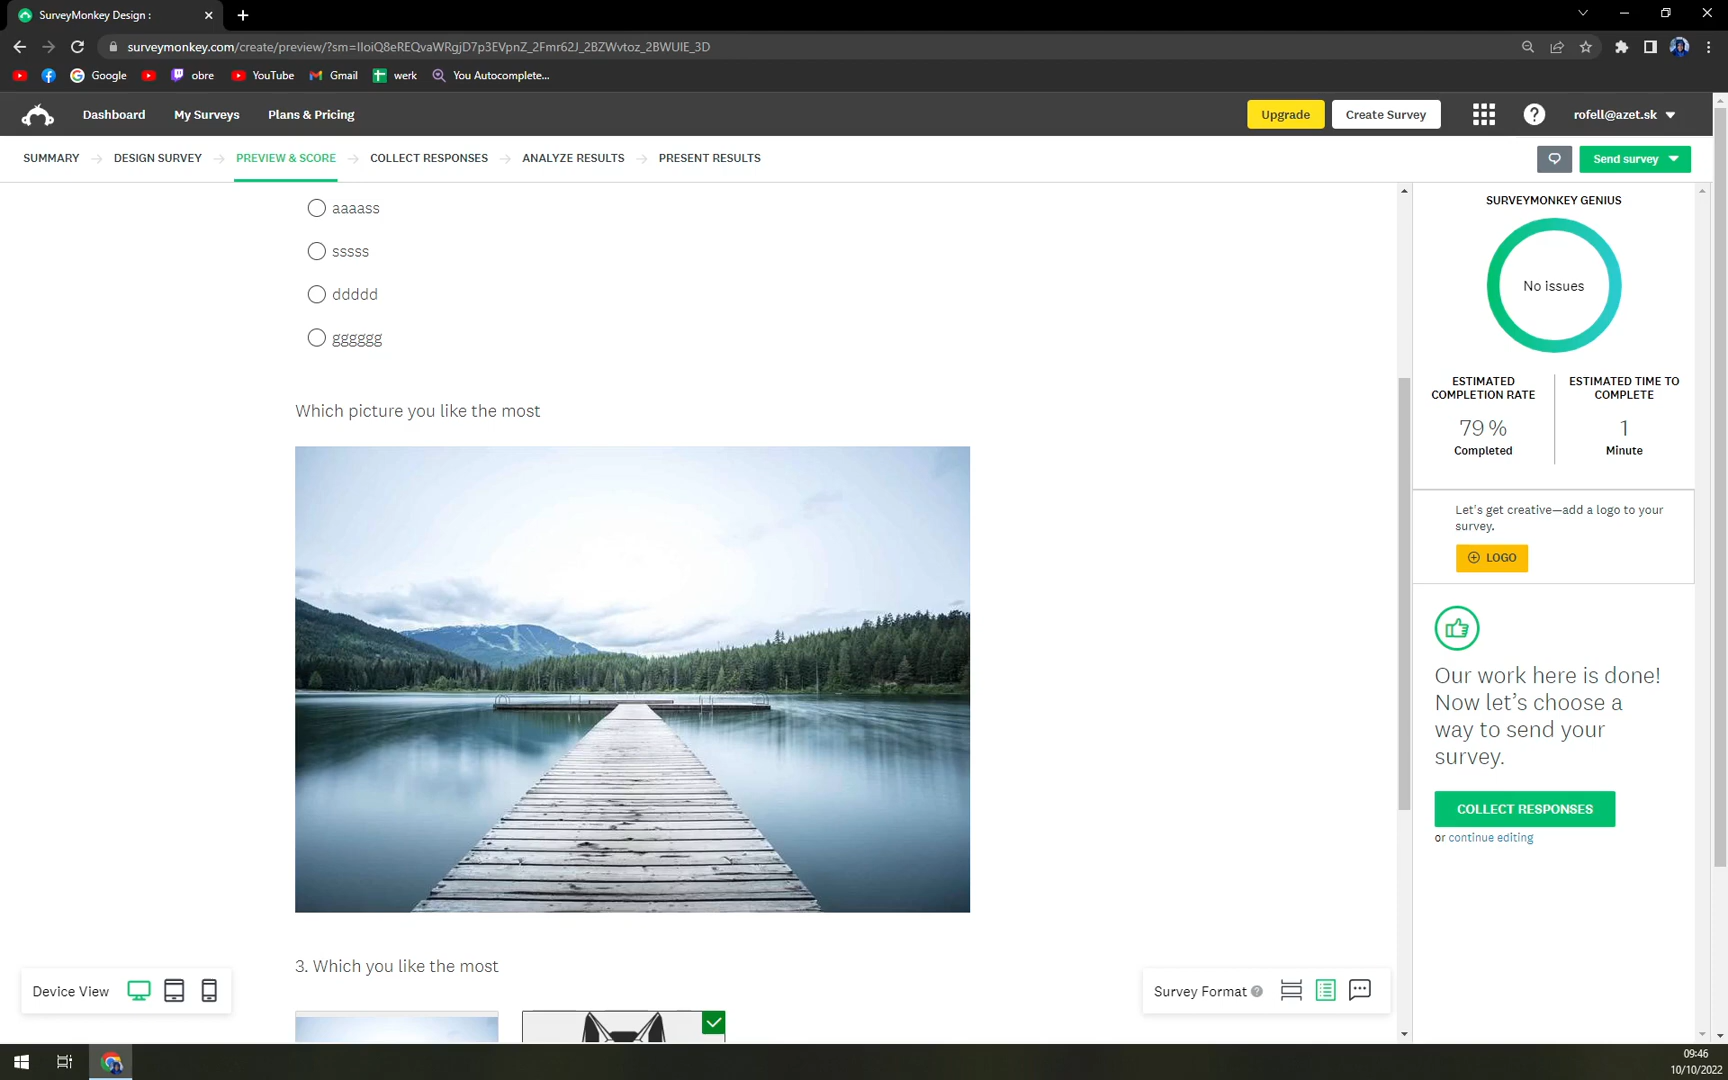 SurveyMonkey Design :
surveymonkey.com/create/preview/?sm=IIoiQ8eREQvaWRgjD7p3EVpnZ_2Fmr62J_2BZWvtoz_2BWUIE_3D
Google obre YouTube Gmail werk You Autocomplete...
Dashboard My Surveys Plans & Pricing Upgrade Create Survey ? rofell@azet.sk
SUMMARY DESIGN SURVEY PREVIEW & SCORE COLLECT RESPONSES ANALYZE RESULTS PRESENT RESULTS Send survey
aaaass
sssss
ddddd
gggggg
Which picture you like the most
3. Which you like the most
Device View
Survey Format ?
SURVEYMONKEY GENIUS
No issues
ESTIMATED
COMPLETION RATE
79 %
Completed
ESTIMATED TIME TO
COMPLETE
1
Minute
Let's get creative—add a logo to your
survey.
LOGO
Our work here is done!
Now let's choose a
way to send your
survey.
COLLECT RESPONSES
or continue editing
09:46
10/10/2022